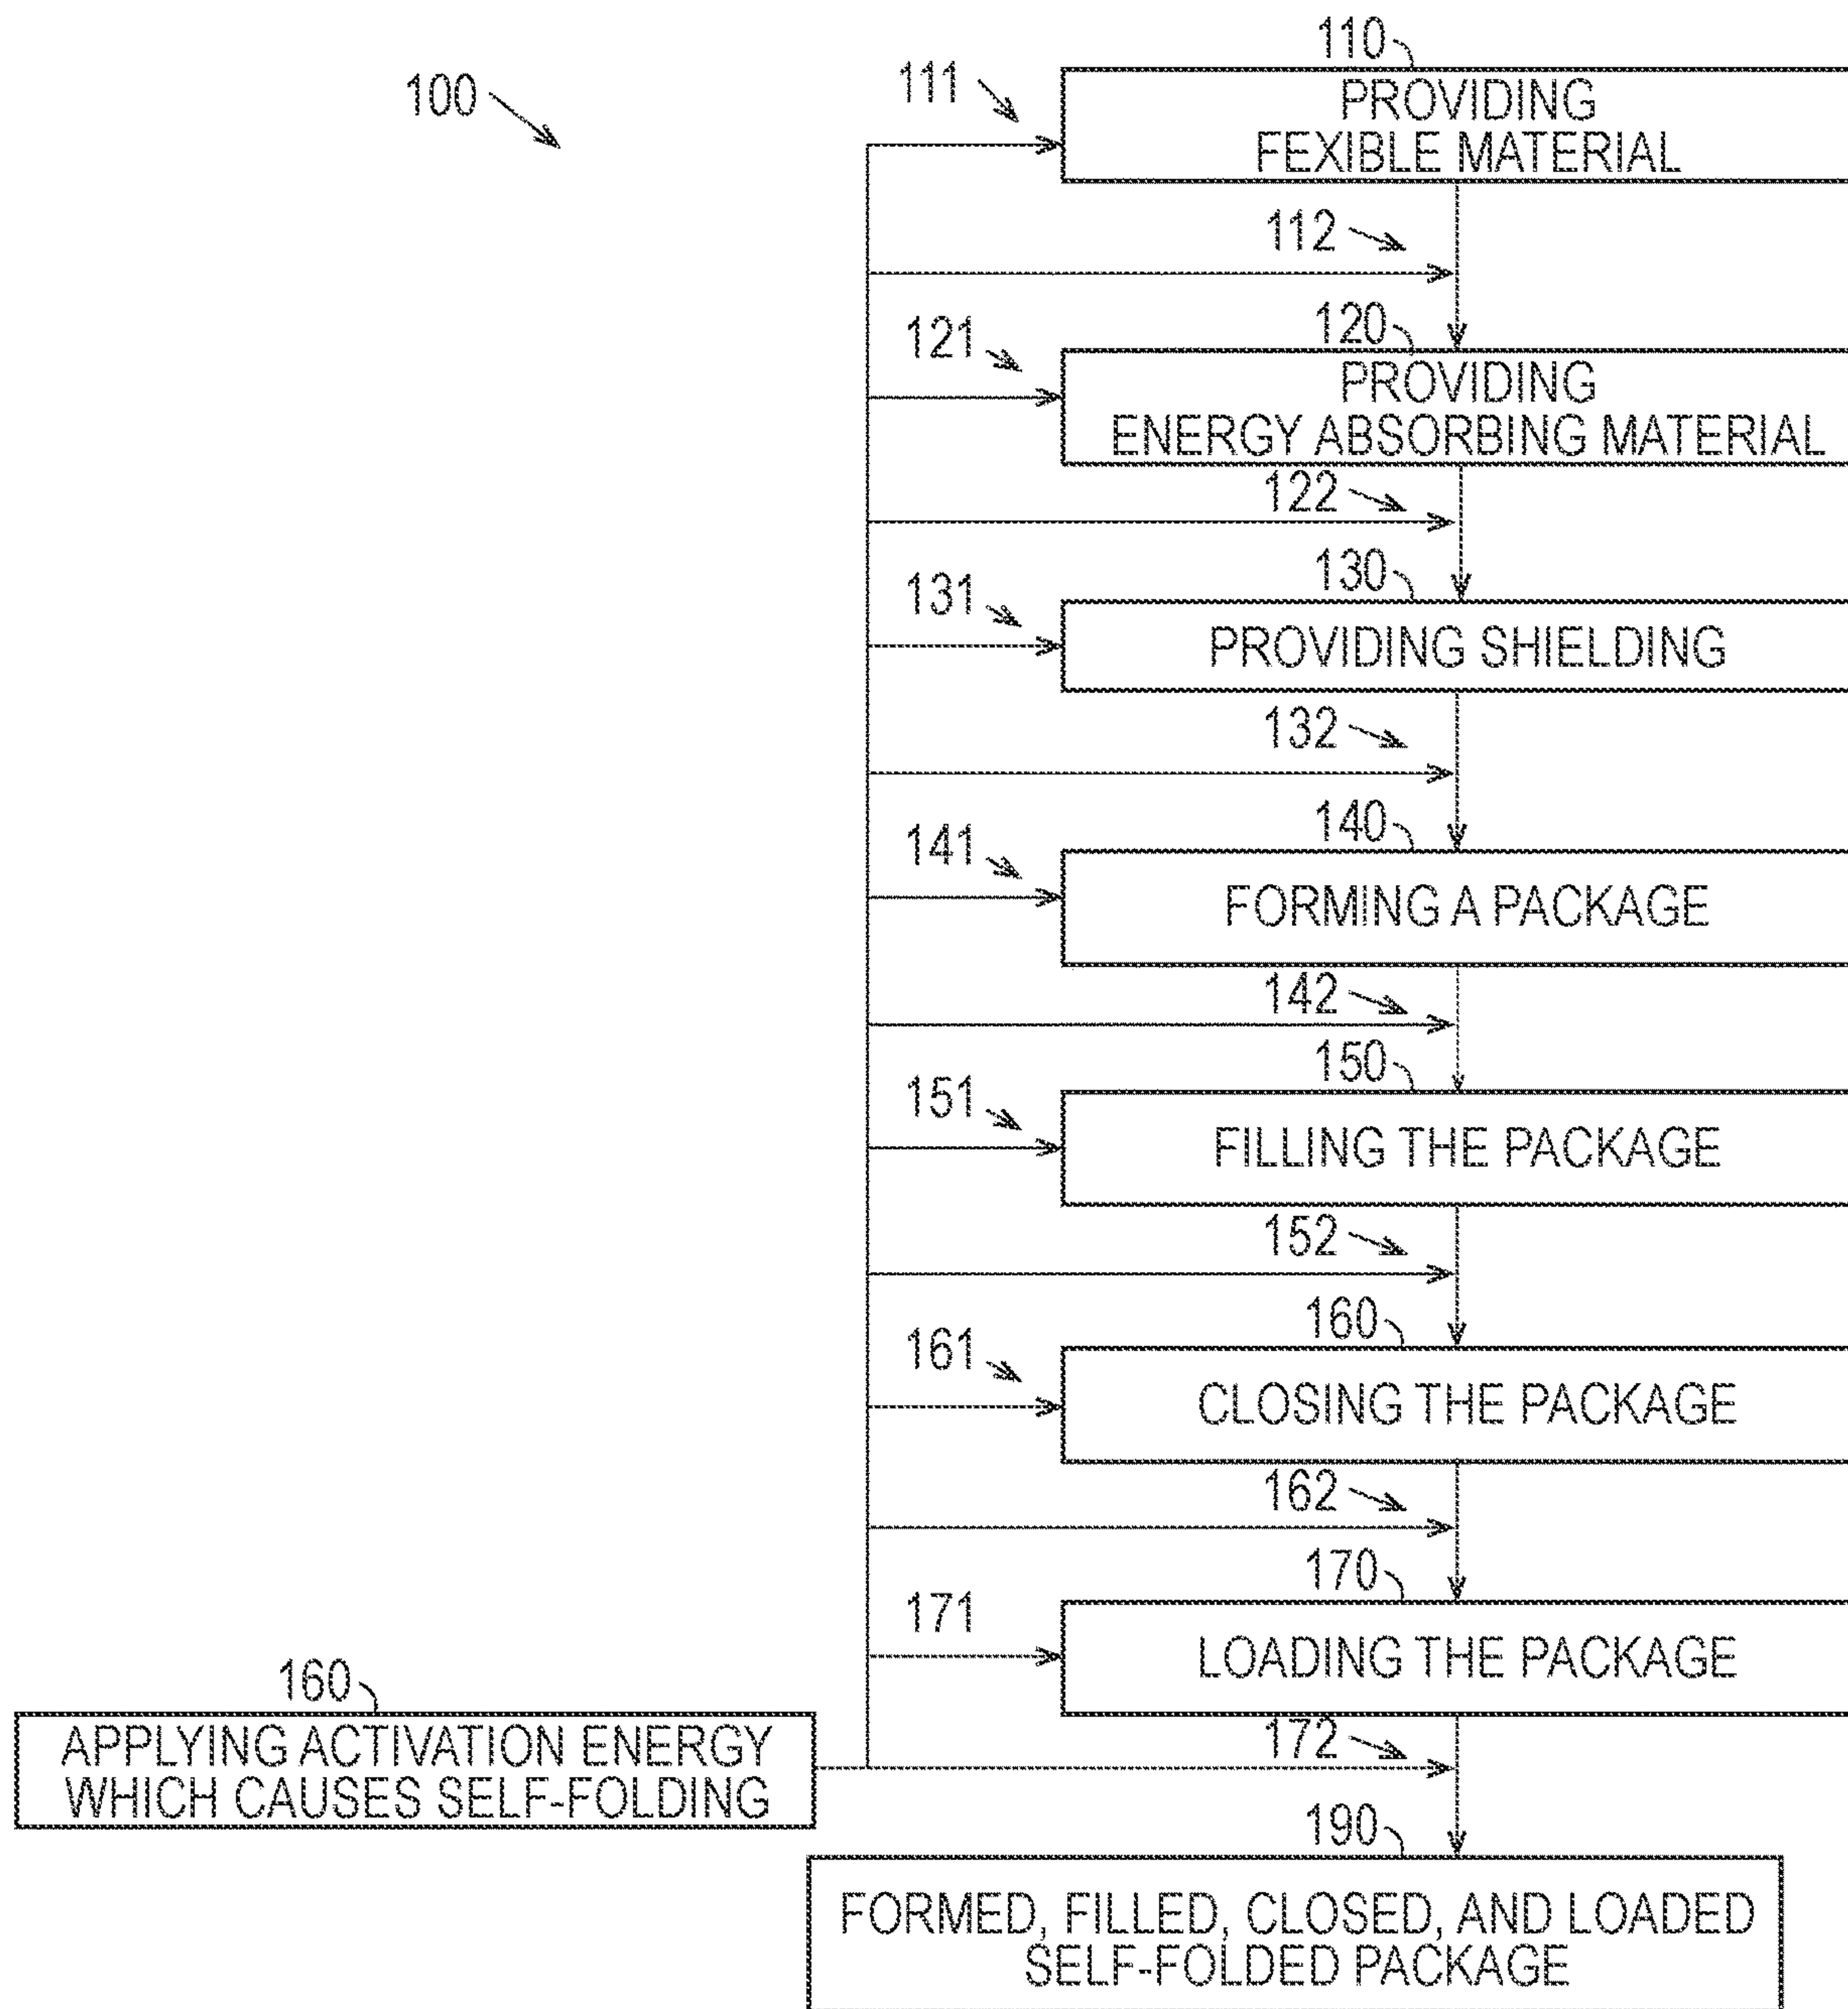 110
100
111
PROVIDING
FEXIBLE MATERIAL
112
120
121
PROVIDING
ENERGY ABSORBING MATERIAL
122
130
131
PROVIDING SHIELDING
132
140
141
FORMING A PACKAGE
142
150
151
FILLING THE PACKAGE
152
160
161
CLOSING THE PACKAGE
162
170
171
LOADING THE PACKAGE
160
APPLYING ACTIVATION ENERGY
WHICH CAUSES SELF-FOLDING
172
190
FORMED, FILLED, CLOSED, AND LOADED
SELF-FOLDED PACKAGE